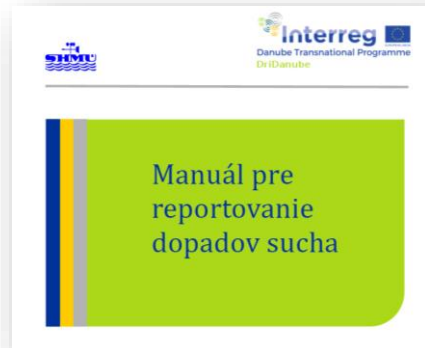 SHMÚ
Interreg
Danube Transnational Programme
DriDanube
Manuál pre
reportovanie
dopadov sucha